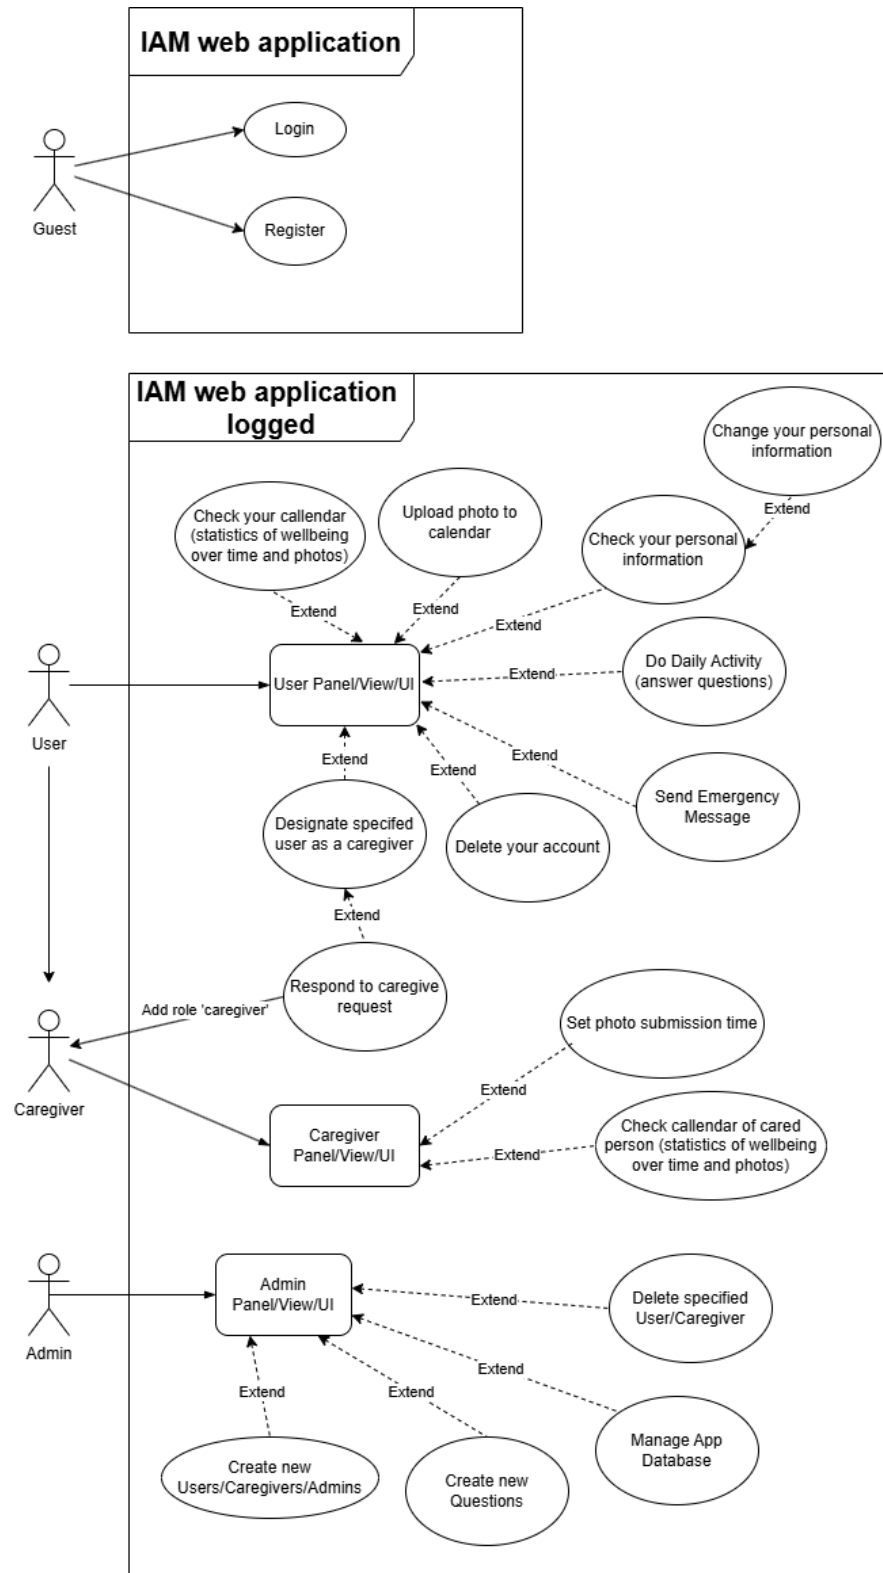 IAM web application
Login
Guest
Register
IAM web application
logged
Change your personal
information
Extend
Check your callendar
(statistics of wellbeing
over time and photos)
Upload photo to
calendar
Check your personal
information
Extend
Extend
Extend
User Panel/View/UI
Extend
Do Daily Activity
(answer questions)
User
Extend
Extend
Extend
Send Emergency
Message
Designate specifed
user as a caregiver
Delete your account
Extend
Respond to caregive
request
Add role 'caregiver'
Set photo submission time
Caregiver
Extend
Caregiver
Panel/View/UI
Extend
Check callendar of cared
person (statistics of wellbeing
over time and photos)
Admin
Panel/View/UI
Extend
Delete specified
User/Caregiver
Admin
Extend
Extend
Extend
Create new
Users/Caregivers/Admins
Create new
Questions
Manage App
Database